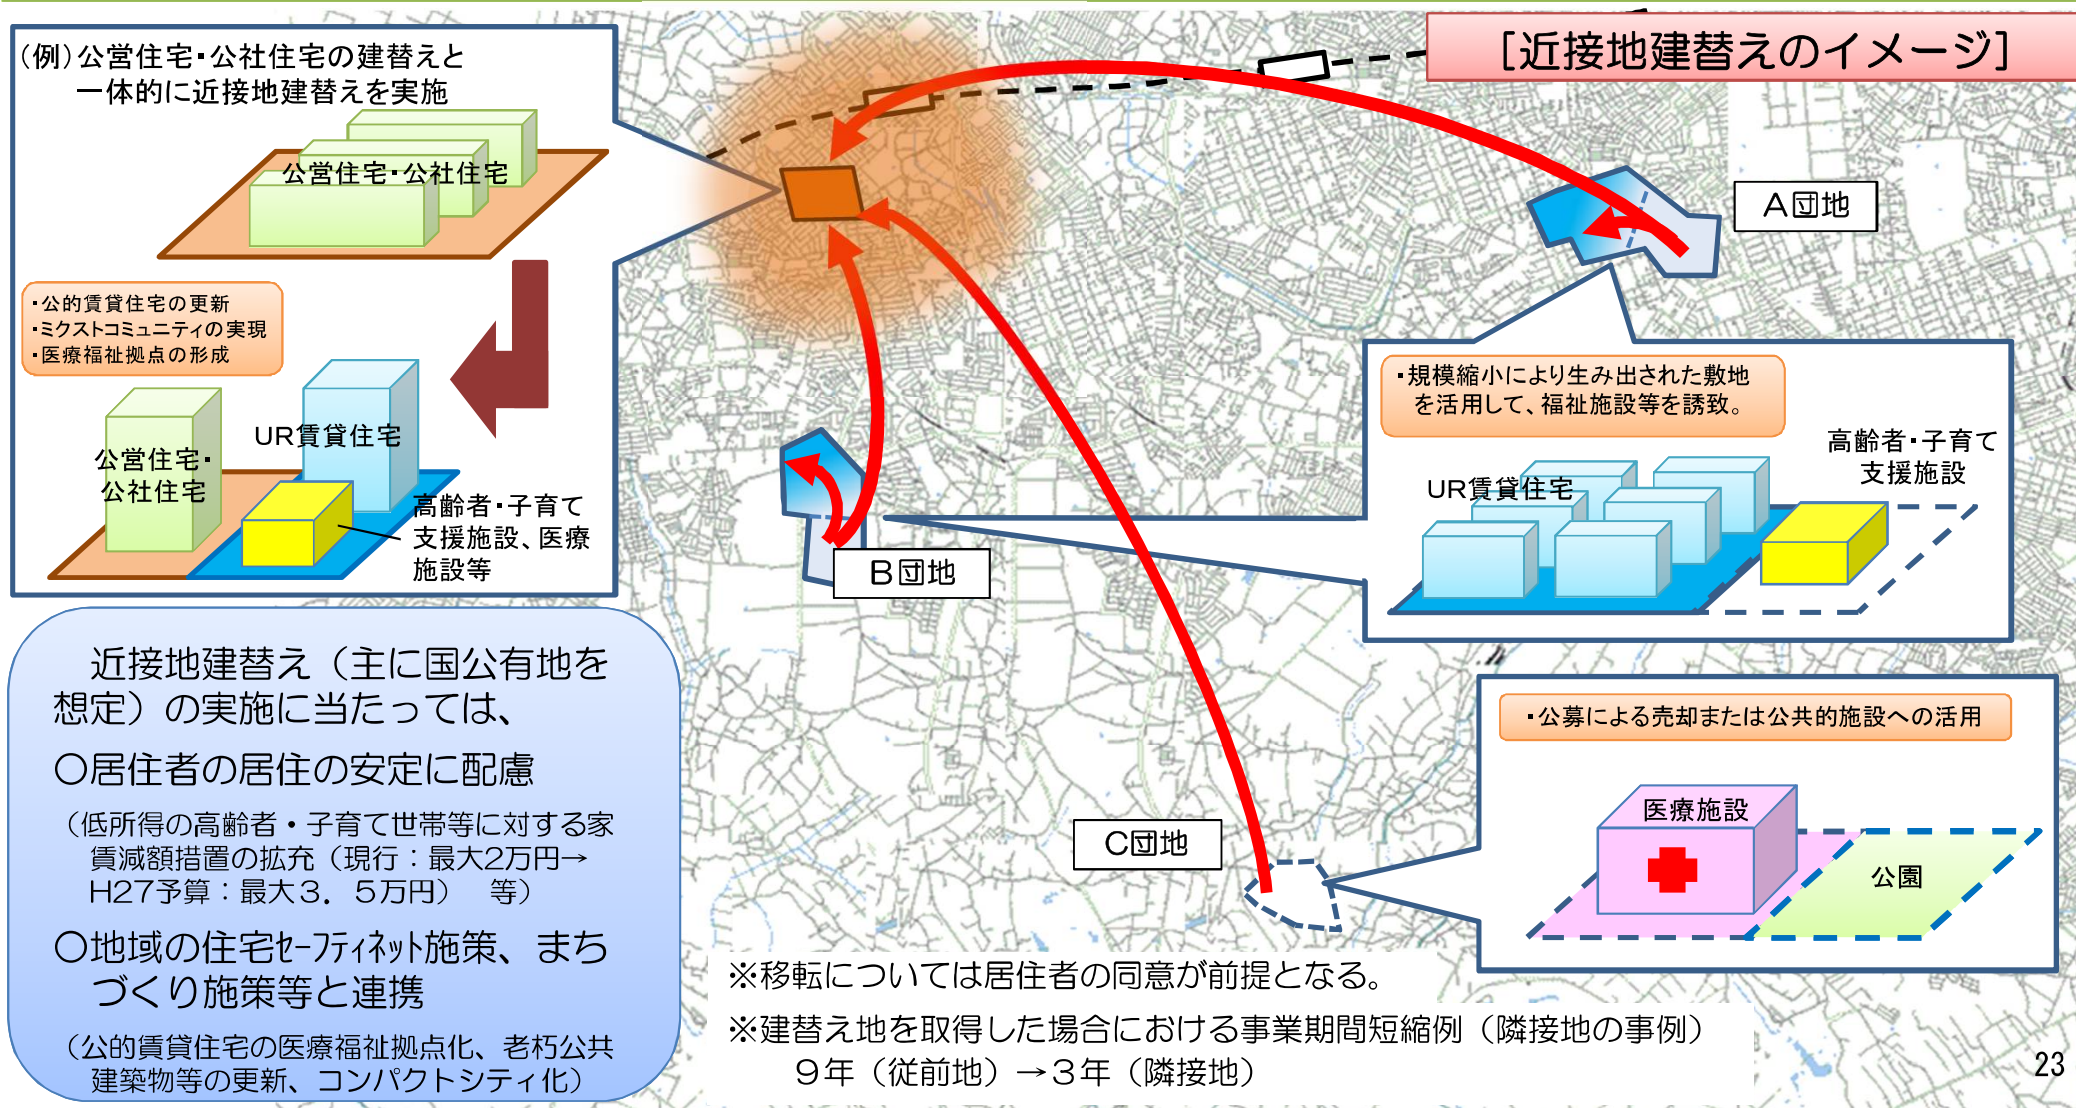 [近接地建替えのイメージ]
(例)公営住宅・公社住宅の建替えと
一体的に近接地建替えを実施
公営住宅・公社住宅
・公的賃貸住宅の更新
・ミクストコミュニティの実現
・医療福祉拠点の形成
公営住宅・
公社住宅
UR賃貸住宅
高齢者・子育て
支援施設、医療
施設等
A団地
・規模縮小により生み出された敷地
を活用して、福祉施設等を誘致。
UR賃貸住宅
高齢者・子育て
支援施設
B団地
・公募による売却または公共的施設への活用
医療施設
公園
C団地
近接地建替え（主に国公有地を
想定）の実施に当たっては、
○居住者の居住の安定に配慮
（低所得の高齢者・子育て世帯等に対する家
賃減額措置の拡充（現行：最大2万円→
H27予算：最大３．５万円）　等）
○地域の住宅ｾｰﾌﾃｨﾈｯﾄ施策、まち
づくり施策等と連携
（公的賃貸住宅の医療福祉拠点化、老朽公共
建築物等の更新、コンパクトシティ化）
※移転については居住者の同意が前提となる。
※建替え地を取得した場合における事業期間短縮例（隣接地の事例）
９年（従前地）→３年（隣接地）
23